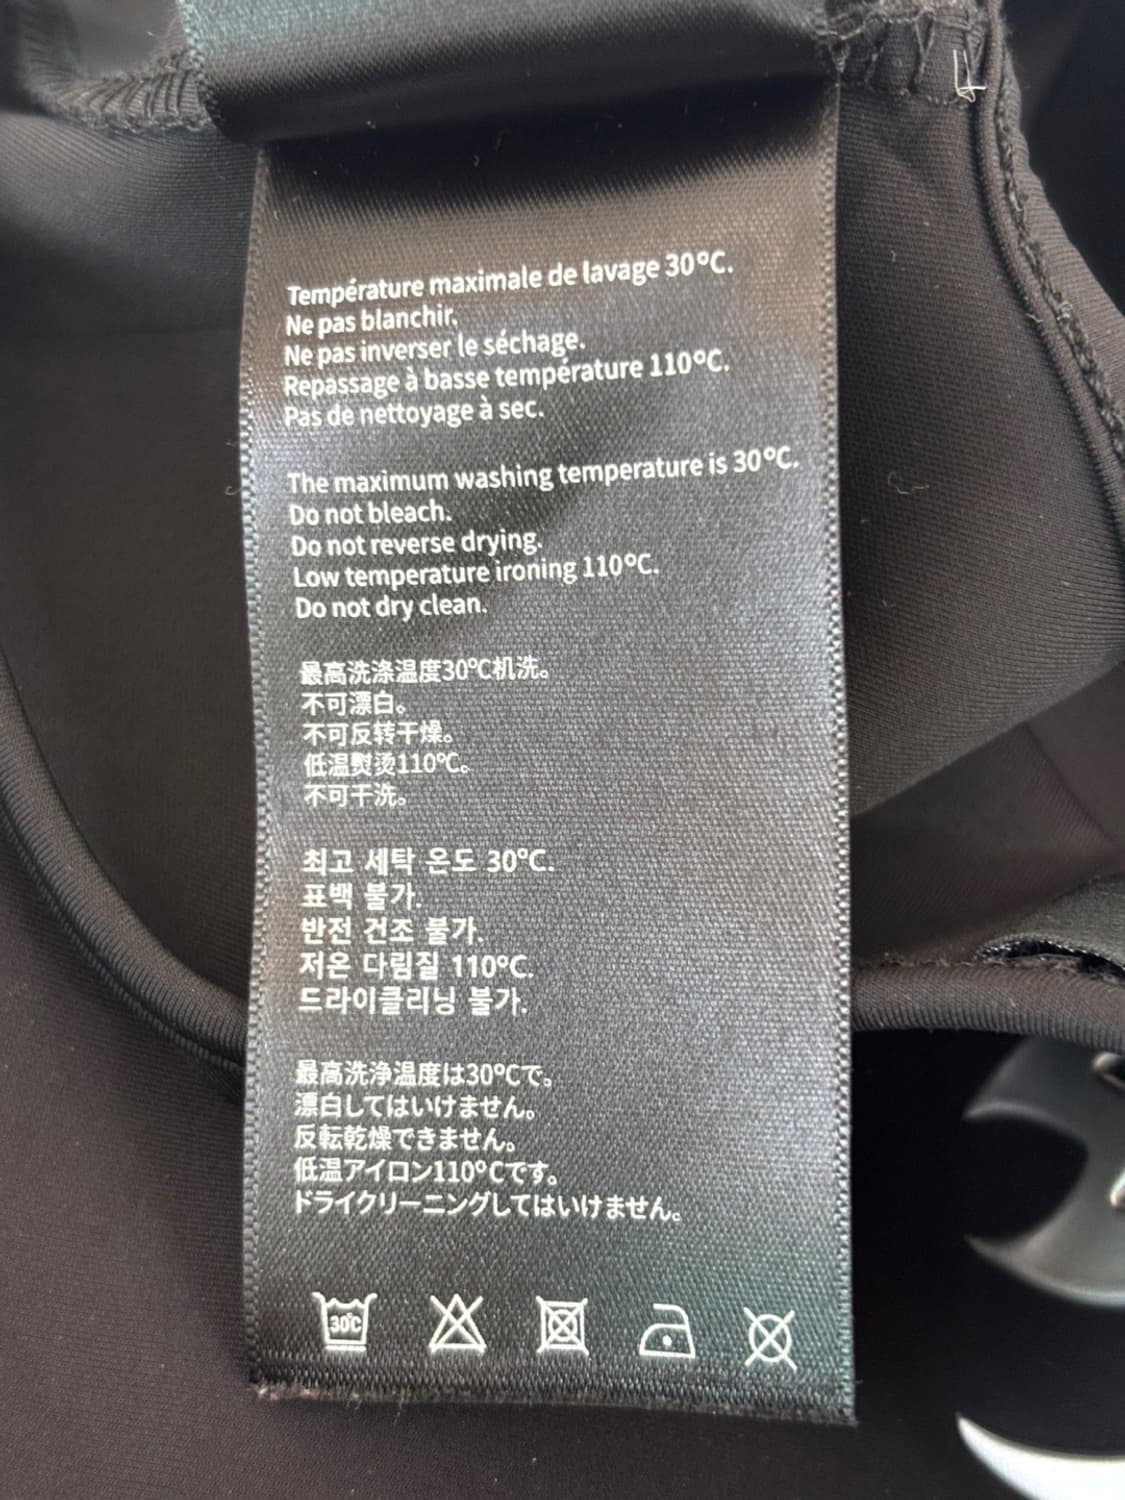 Température maximale de lavage 30°C.
Ne pas blanchir.
Ne pas inverser le séchage.
Repassage à basse température 110°C.
Pas de nettoyage à sec.
The maximum washing temperature is 30°C.
Do not bleach.
Do not reverse drying.
Low temperature ironing 110°C.
Do not dry clean.
最高洗涤温度30°C机洗。
不可漂白。
不可反转干燥。
低温熨烫110°C。
不可干洗。
최고 세탁 온도 30°C.
표백 불가.
반전 건조 불가.
저온 다림질 110°C.
드라이클리닝 불가.
最高洗浄温度は30°Cで。
漂白してはいけません。
反転乾燥できません。
低温アイロン110°Cです。
ドライクリーニングしてはいけません。
30°C